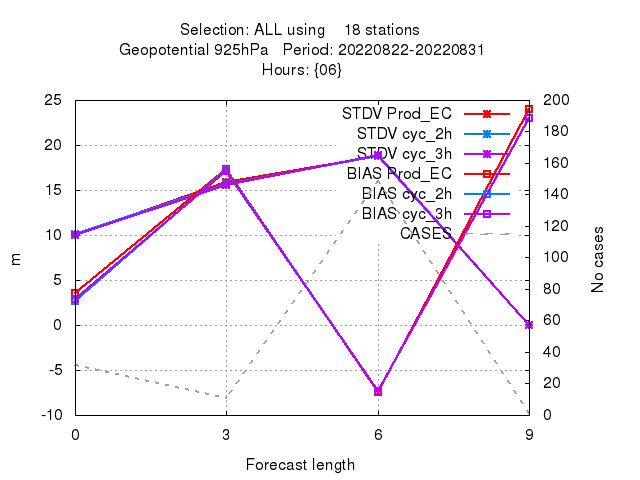 Selection: ALL using 18 stations
Geopotential 925hPa Period: 20220822-20220831
Hours: {06}
25 200
20 180
15 160
10 140
5 120
0 100
-5 80
-10 60
40
20
0
STDV Prod_EC
STDV cyc_2h
STDV cyc_3h
BIAS Prod_EC
BIAS cyc_2h
BIAS cyc_3h
CASES
m
No cases
0 3 6 9
Forecast length